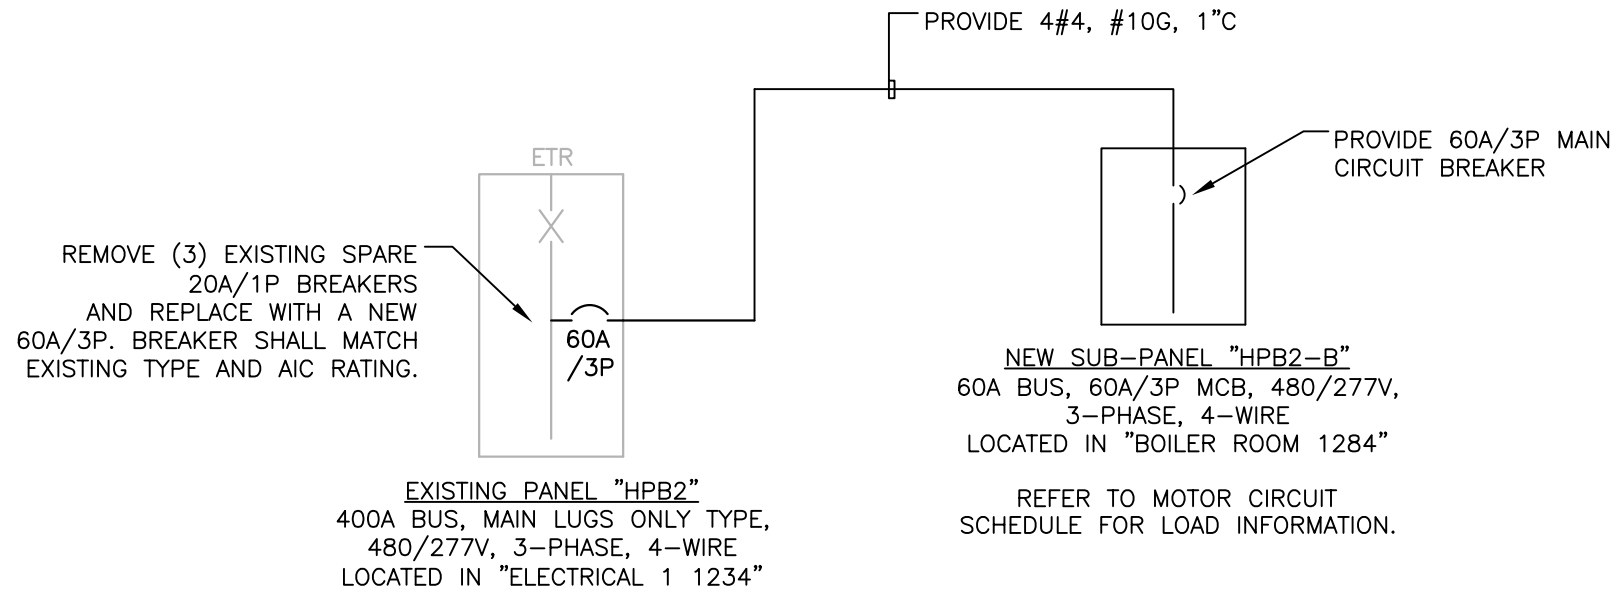 PROVIDE 4#4, #10G, 1"C
PROVIDE 60A/3P MAIN
CIRCUIT BREAKER
ETR
REMOVE (3) EXISTING SPARE
20A/1P BREAKERS
AND REPLACE WITH A NEW
60A/3P. BREAKER SHALL MATCH
EXISTING TYPE AND AIC RATING.
60A
/3P
NEW SUB-PANEL "HPB2-B"
60A BUS, 60A/3P MCB, 480/277V,
3-PHASE, 4-WIRE
LOCATED IN "BOILER ROOM 1284"
REFER TO MOTOR CIRCUIT
SCHEDULE FOR LOAD INFORMATION.
EXISTING PANEL "HPB2"
400A BUS, MAIN LUGS ONLY TYPE,
480/277V, 3-PHASE, 4-WIRE
LOCATED IN "ELECTRICAL 1 1234"